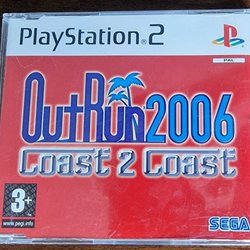 PlayStation 2
PAL
OutRun2006
Coast 2 Coast
3+
www.pegi.info
SEGA